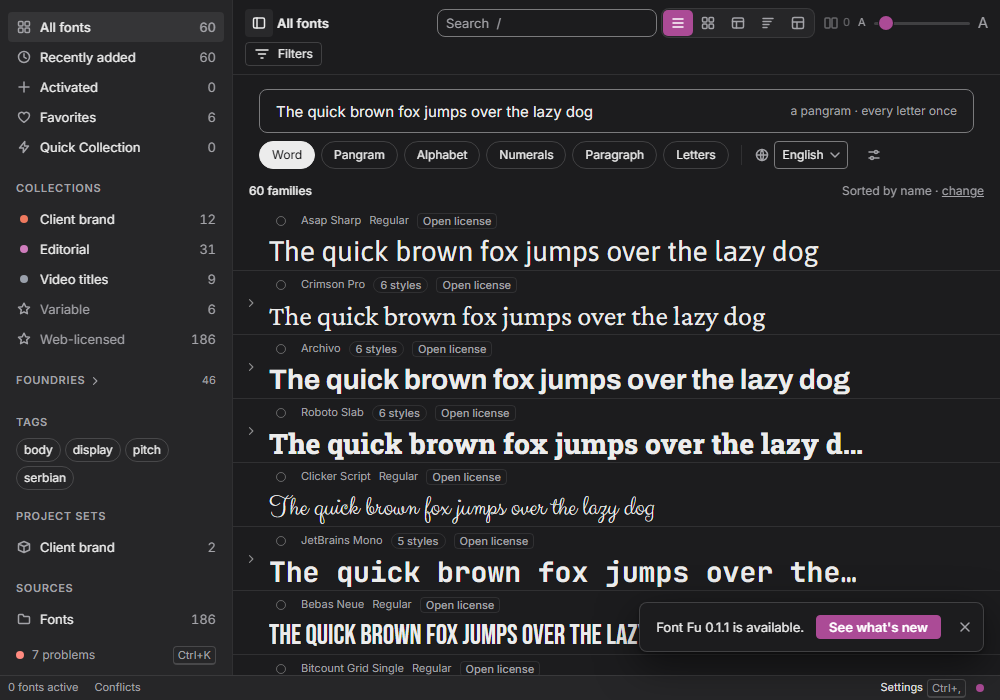 All fonts 60
Recently added 60
Activated 0
Favorites 6
Quick Collection 0
COLLECTIONS
Client brand 12
Editorial 31
Video titles 9
Variable 6
Web-licensed 186
FOUNDRIES 46
TAGS
body display pitch
serbian
PROJECT SETS
Client brand 2
SOURCES
Fonts 186
7 problems Ctrl+K
All fonts
Search /
0 A A
Filters
The quick brown fox jumps over the lazy dog a pangram · every letter once
Word Pangram Alphabet Numerals Paragraph Letters English
60 families Sorted by name · change
Asap Sharp Regular Open license
The quick brown fox jumps over the lazy dog
Crimson Pro 6 styles Open license
The quick brown fox jumps over the lazy dog
Archivo 6 styles Open license
The quick brown fox jumps over the lazy dog
Roboto Slab 6 styles Open license
The quick brown fox jumps over the lazy d...
Clicker Script Regular Open license
The quick brown fox jumps over the lazy dog
JetBrains Mono 5 styles Open license
The quick brown fox jumps over the…
Bebas Neue Regular Open license
THE QUICK BROWN FOX JUMPS OVER THE LAZ
Bitcount Grid Single Regular Open license
Font Fu 0.1.1 is available. See what's new
0 fonts active Conflicts Settings Ctrl+,